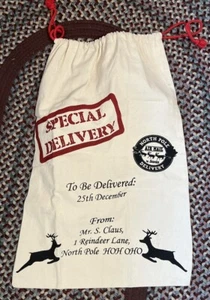 SPECIAL
DELIVERY
NORTH POLE
AIR MAIL
DELIVERY
To Be Delivered:
25th December
From:
Mr. S. Claus,
1 Reindeer Lane,
North Pole HOH OHO